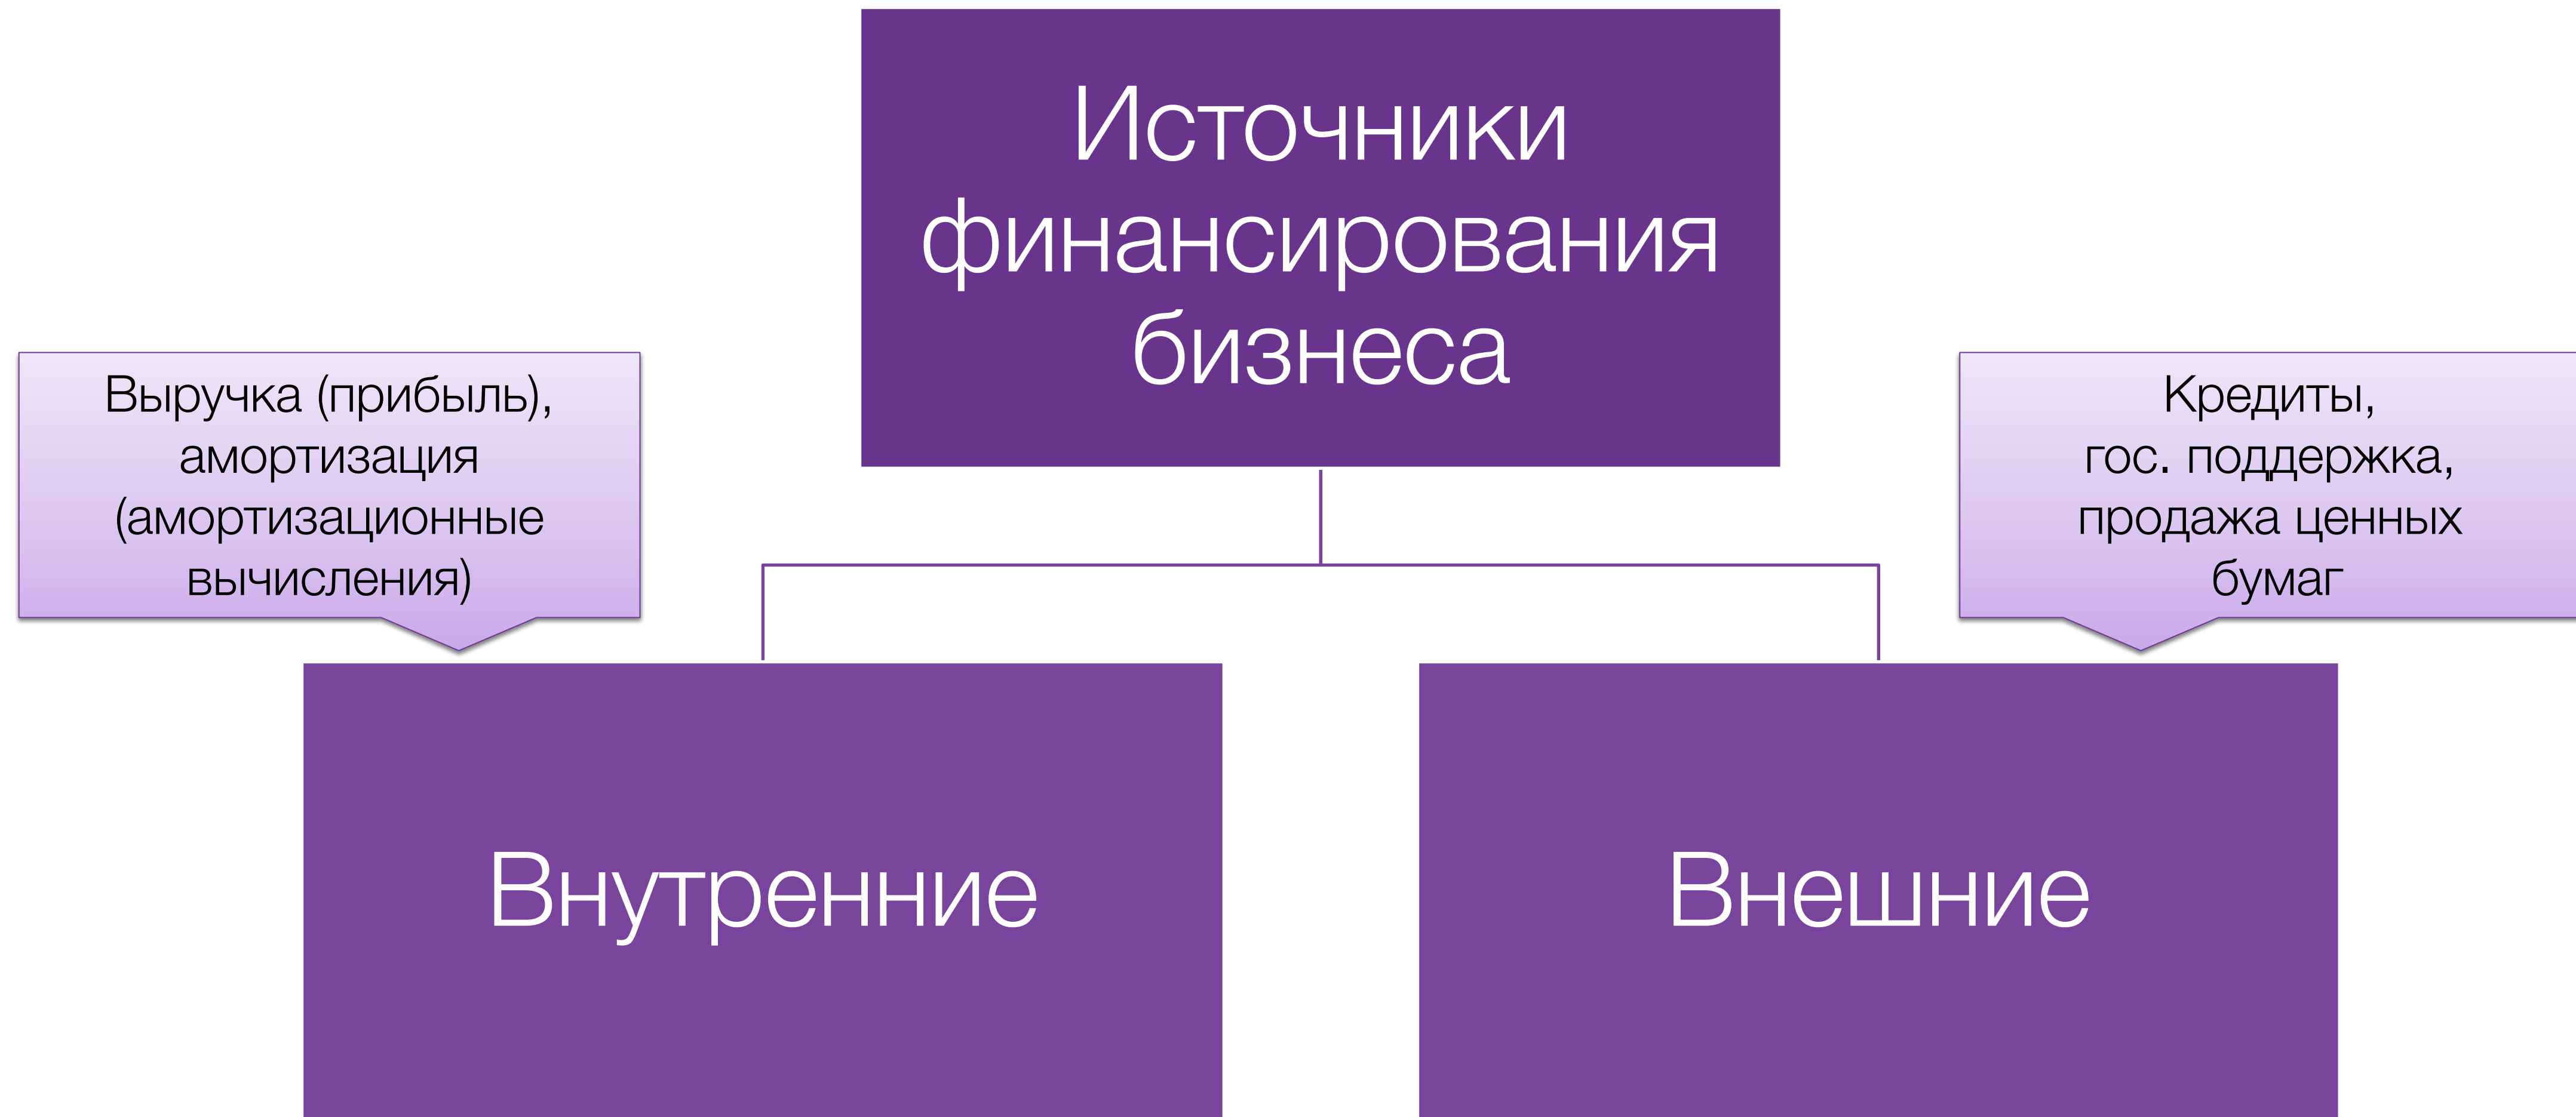 Источники
финансирования
бизнеса
Выручка (прибыль),
амортизация
(амортизационные
вычисления)
Кредиты,
гос. поддержка,
продажа ценных
бумаг
Внутренние
Внешние